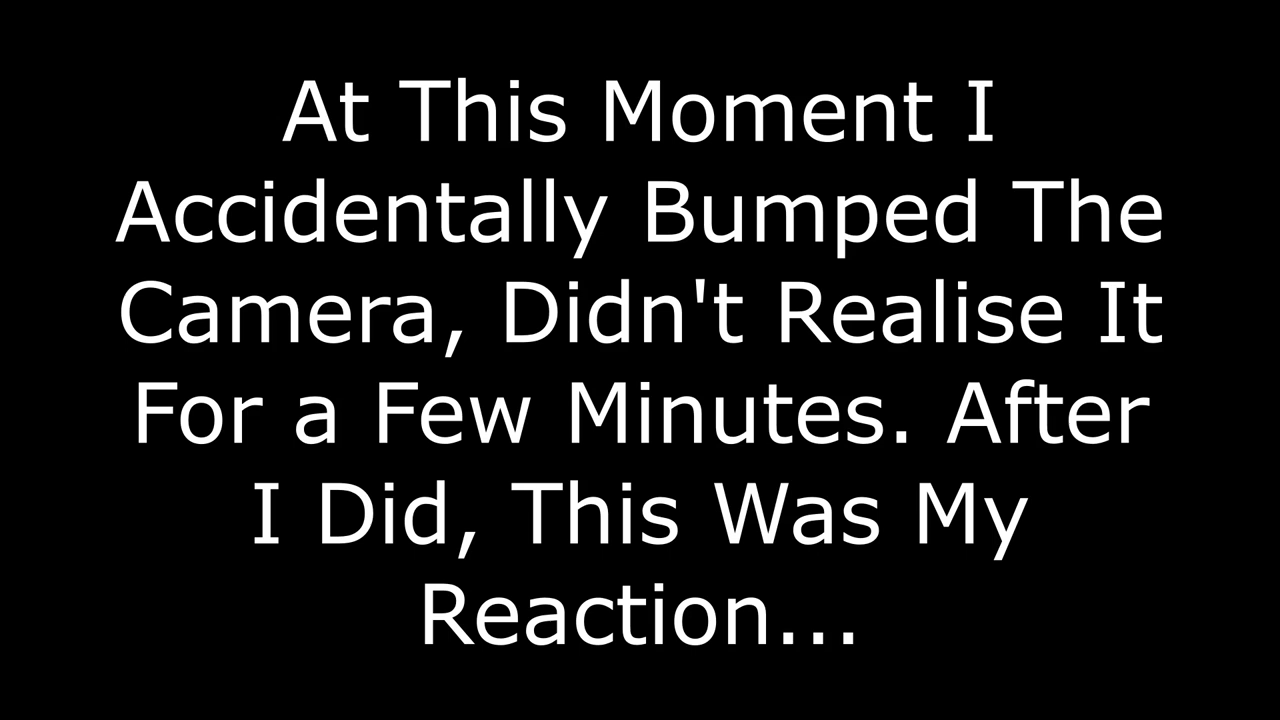 At This Moment I
Accidentally Bumped The
Camera, Didn't Realise It
For a Few Minutes. After
I Did, This Was My
Reaction...